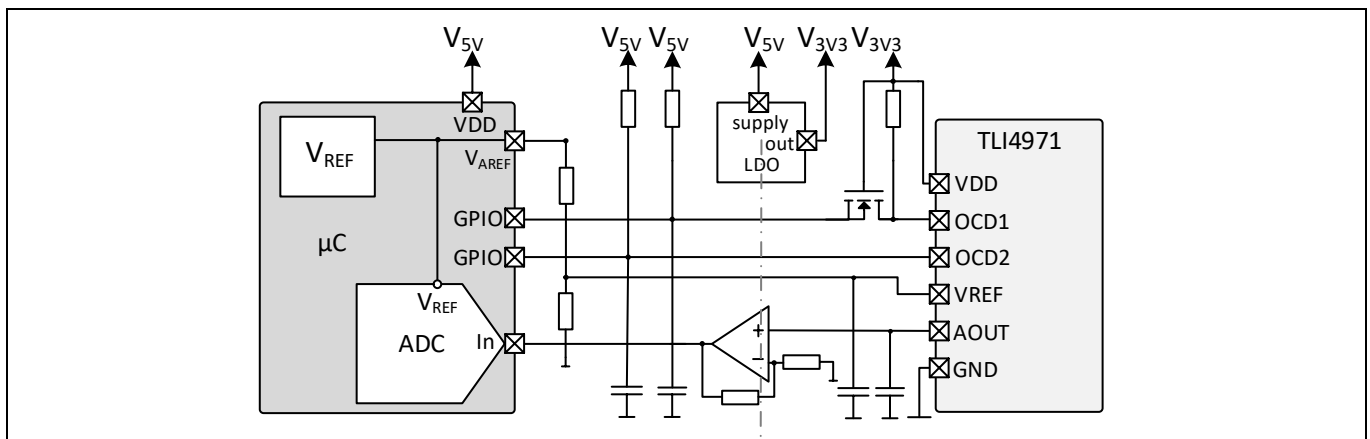 V5V
V5V
V5V
V5V
V3V3
V3V3
VDD
VREF
VAREF
supply
out
LDO
TLI4971
VDD
GPIO
OCD1
µC
GPIO
OCD2
VREF
VREF
ADC
In
+
−
AOUT
GND